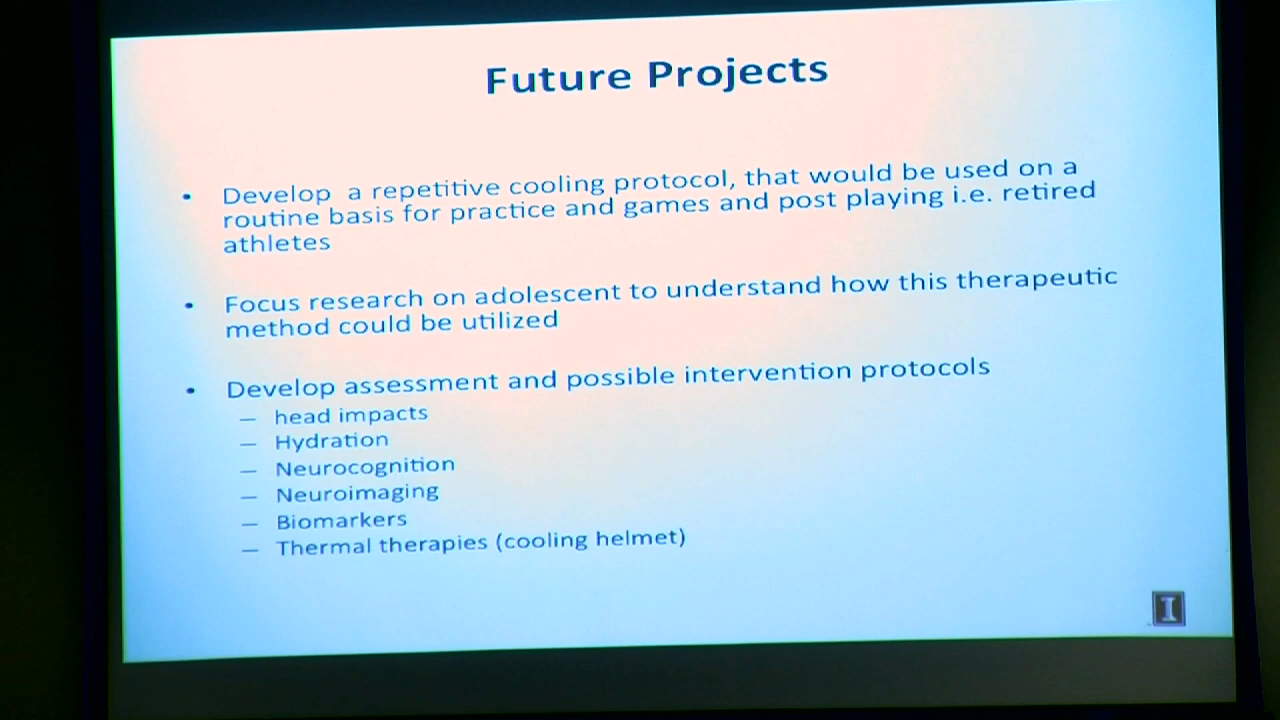 Future Projects
• Develop a repetitive cooling protocol, that would be used on a
routine basis for practice and games and post playing i.e. retired
athletes
• Focus research on adolescent to understand how this therapeutic
method could be utilized
• Develop assessment and possible intervention protocols
– head impacts
– Hydration
– Neurocognition
– Neuroimaging
– Biomarkers
– Thermal therapies (cooling helmet)
I